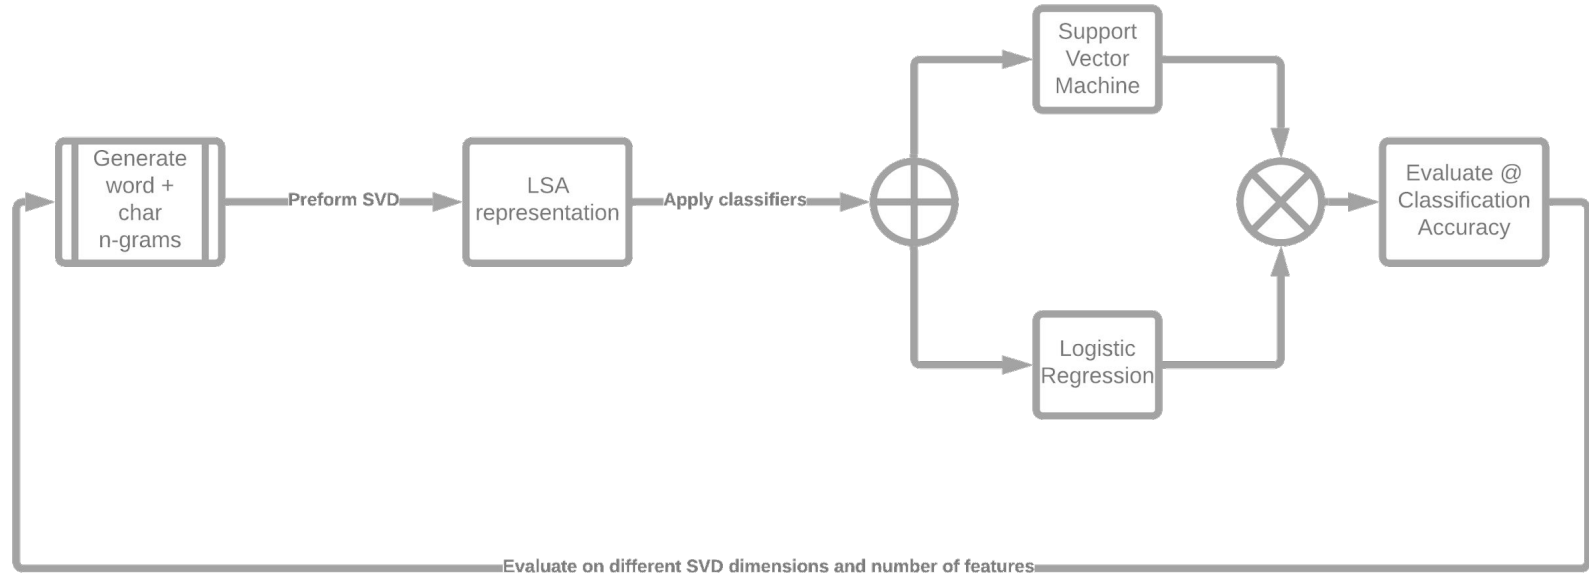 Generate
word +
char
n-grams
Preform SVD
LSA
representation
Apply classifiers
Support
Vector
Machine
Logistic
Regression
Evaluate @
Classification
Accuracy
Evaluate on different SVD dimensions and number of features